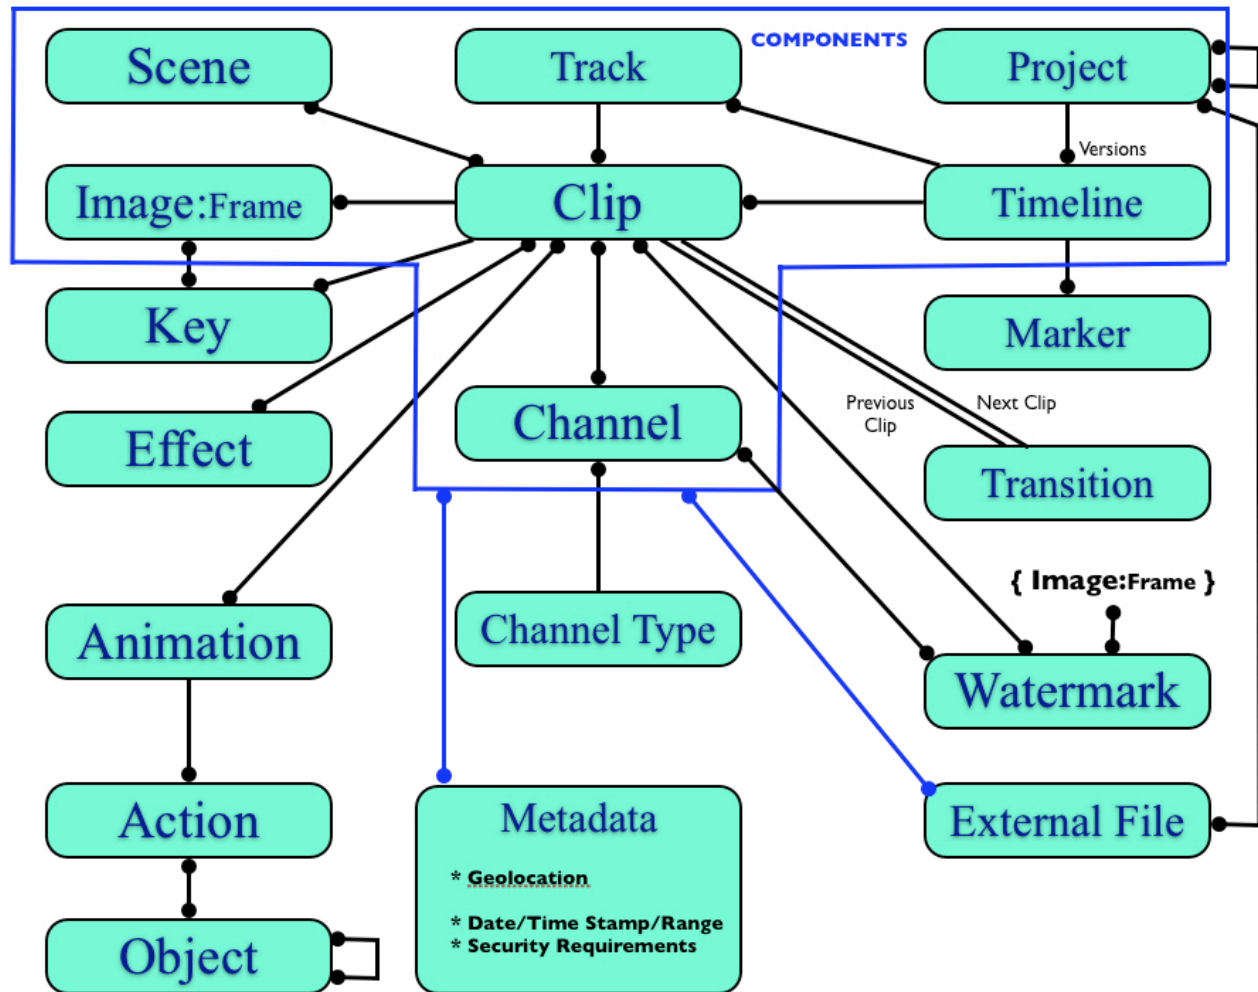 COMPONENTS
Scene
Track
Project
Versions
Image:Frame
Clip
Timeline
Key
Marker
Previous
Clip
Next Clip
Effect
Channel
Transition
{ Image:Frame }
Animation
Channel Type
Watermark
Action
Metadata
* Geolocation
* Date/Time Stamp/Range
* Security Requirements
External File
Object